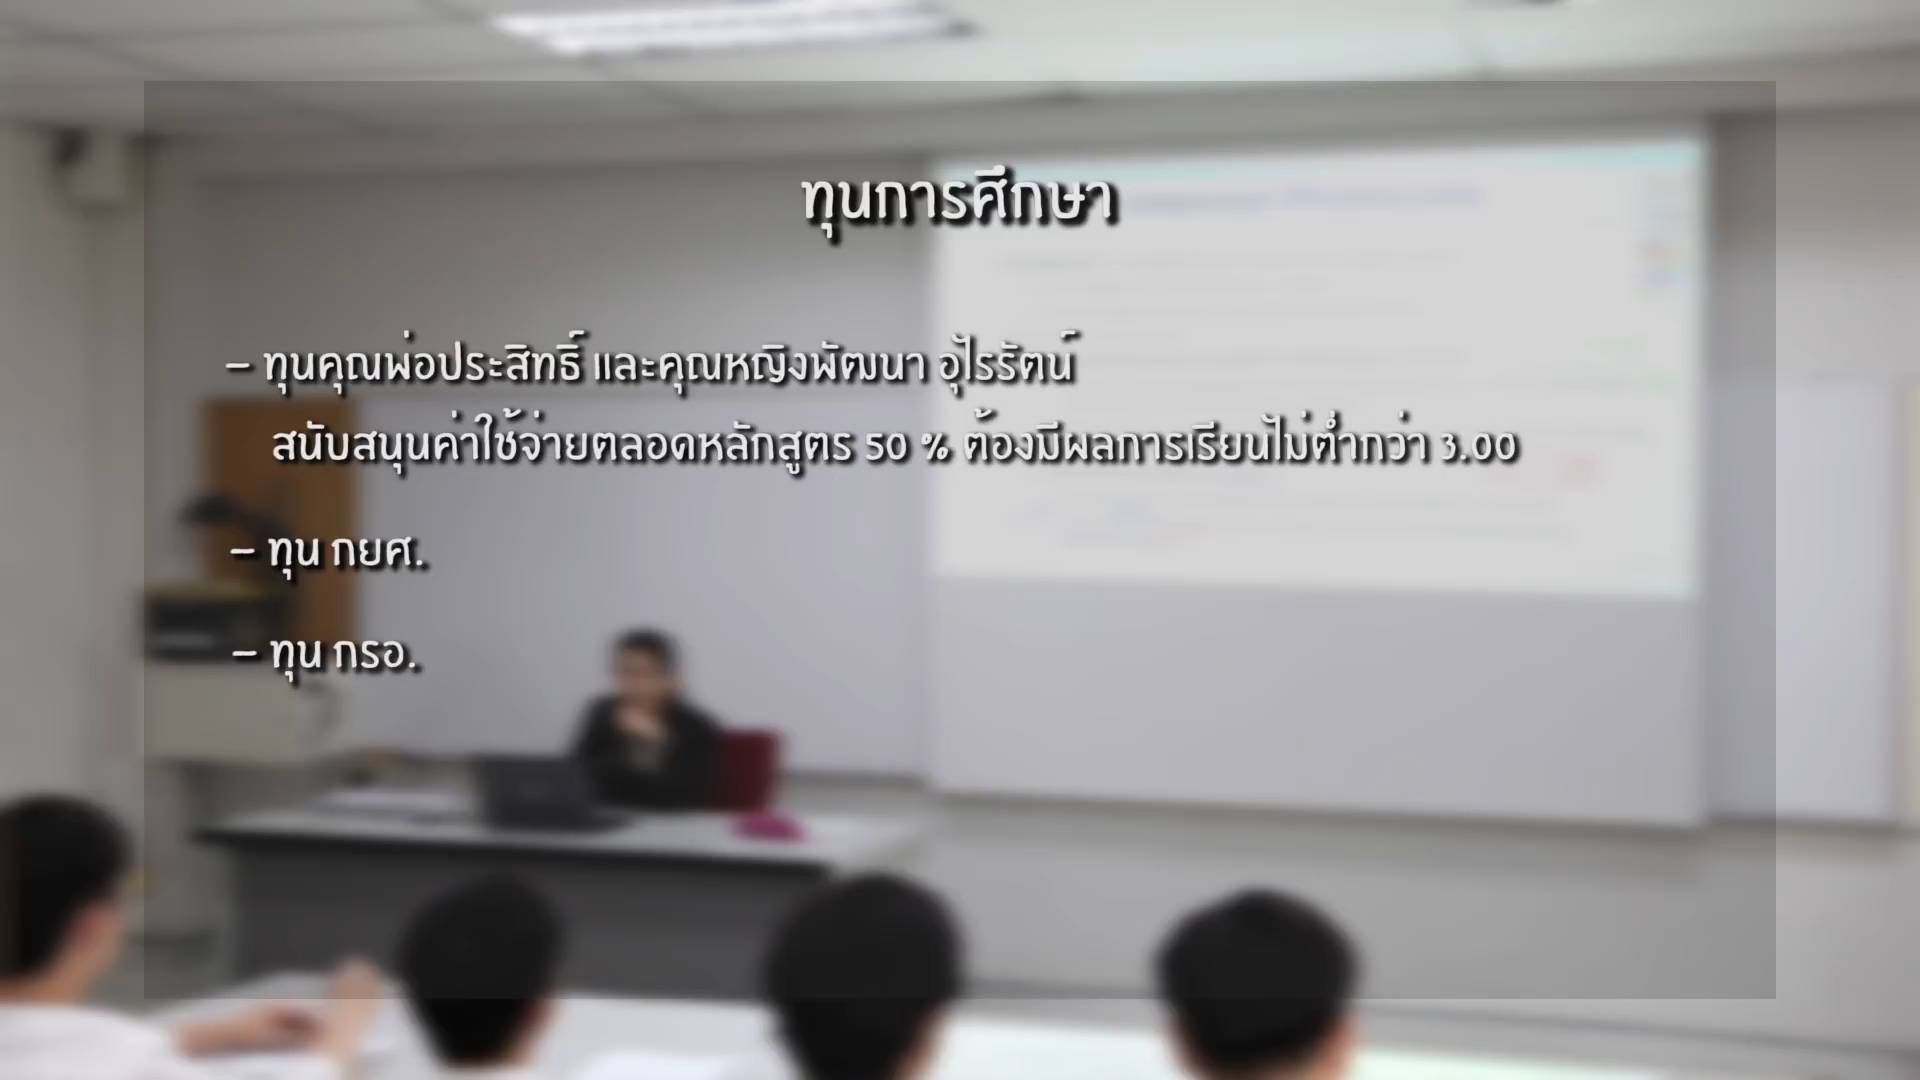 ทุนการศึกษา
– ทุนคุณพ่อประสิทธิ์ และคุณหญิงพัฒนา อุไรรัตน์
สนับสนุนค่าใช้จ่ายตลอดหลักสูตร 50 % ต้องมีผลการเรียนไม่ต่ำกว่า 3.00
– ทุน กยศ.
– ทุน กรอ.